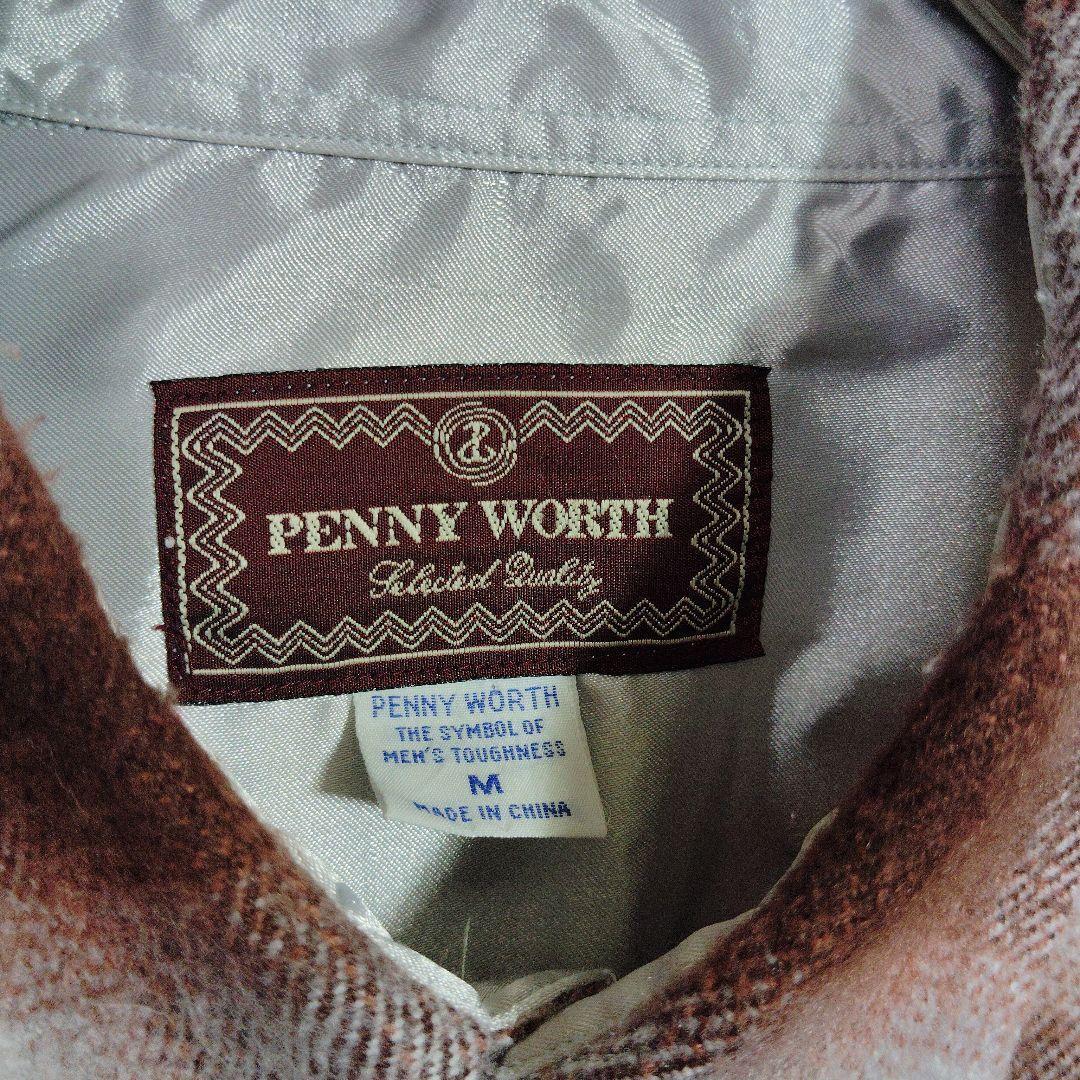 PENNY WORTH
Selected Quality
PENNY WORTH
THE SYMBOL OF
MEN'S TOUGHNESS
M
MADE IN CHINA